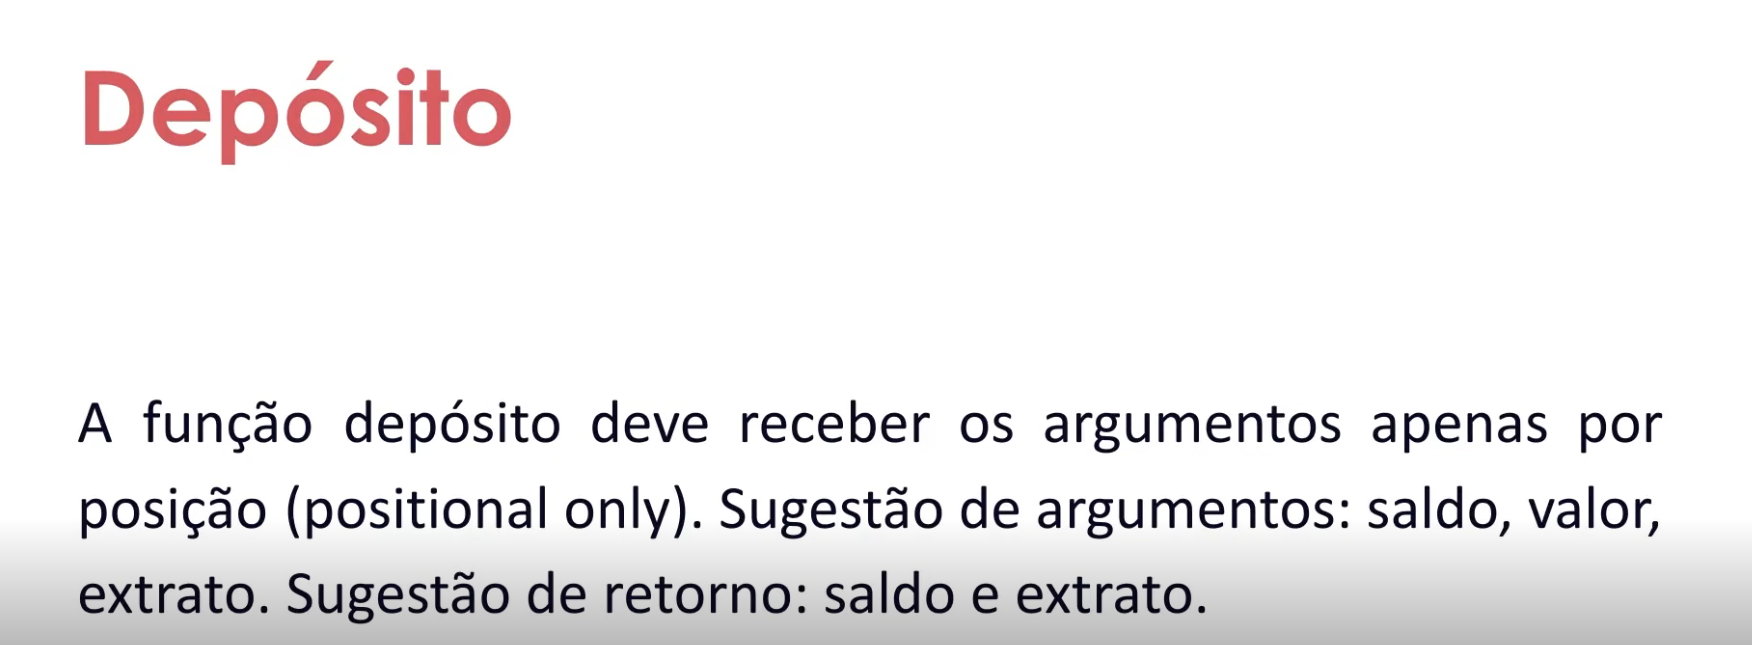 Depósito
A função depósito deve receber os argumentos apenas por
posição (positional only). Sugestão de argumentos: saldo, valor,
extrato. Sugestão de retorno: saldo e extrato.